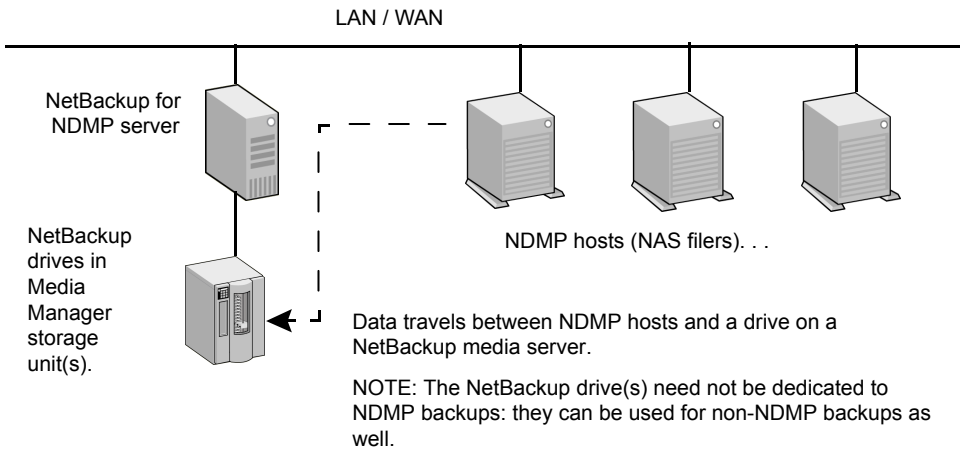 LAN / WAN
NetBackup for
NDMP server
NetBackup
drives in
Media
Manager
storage
unit(s).
NDMP hosts (NAS filers). . .
Data travels between NDMP hosts and a drive on a
NetBackup media server.
NOTE: The NetBackup drive(s) need not be dedicated to
NDMP backups: they can be used for non-NDMP backups as
well.